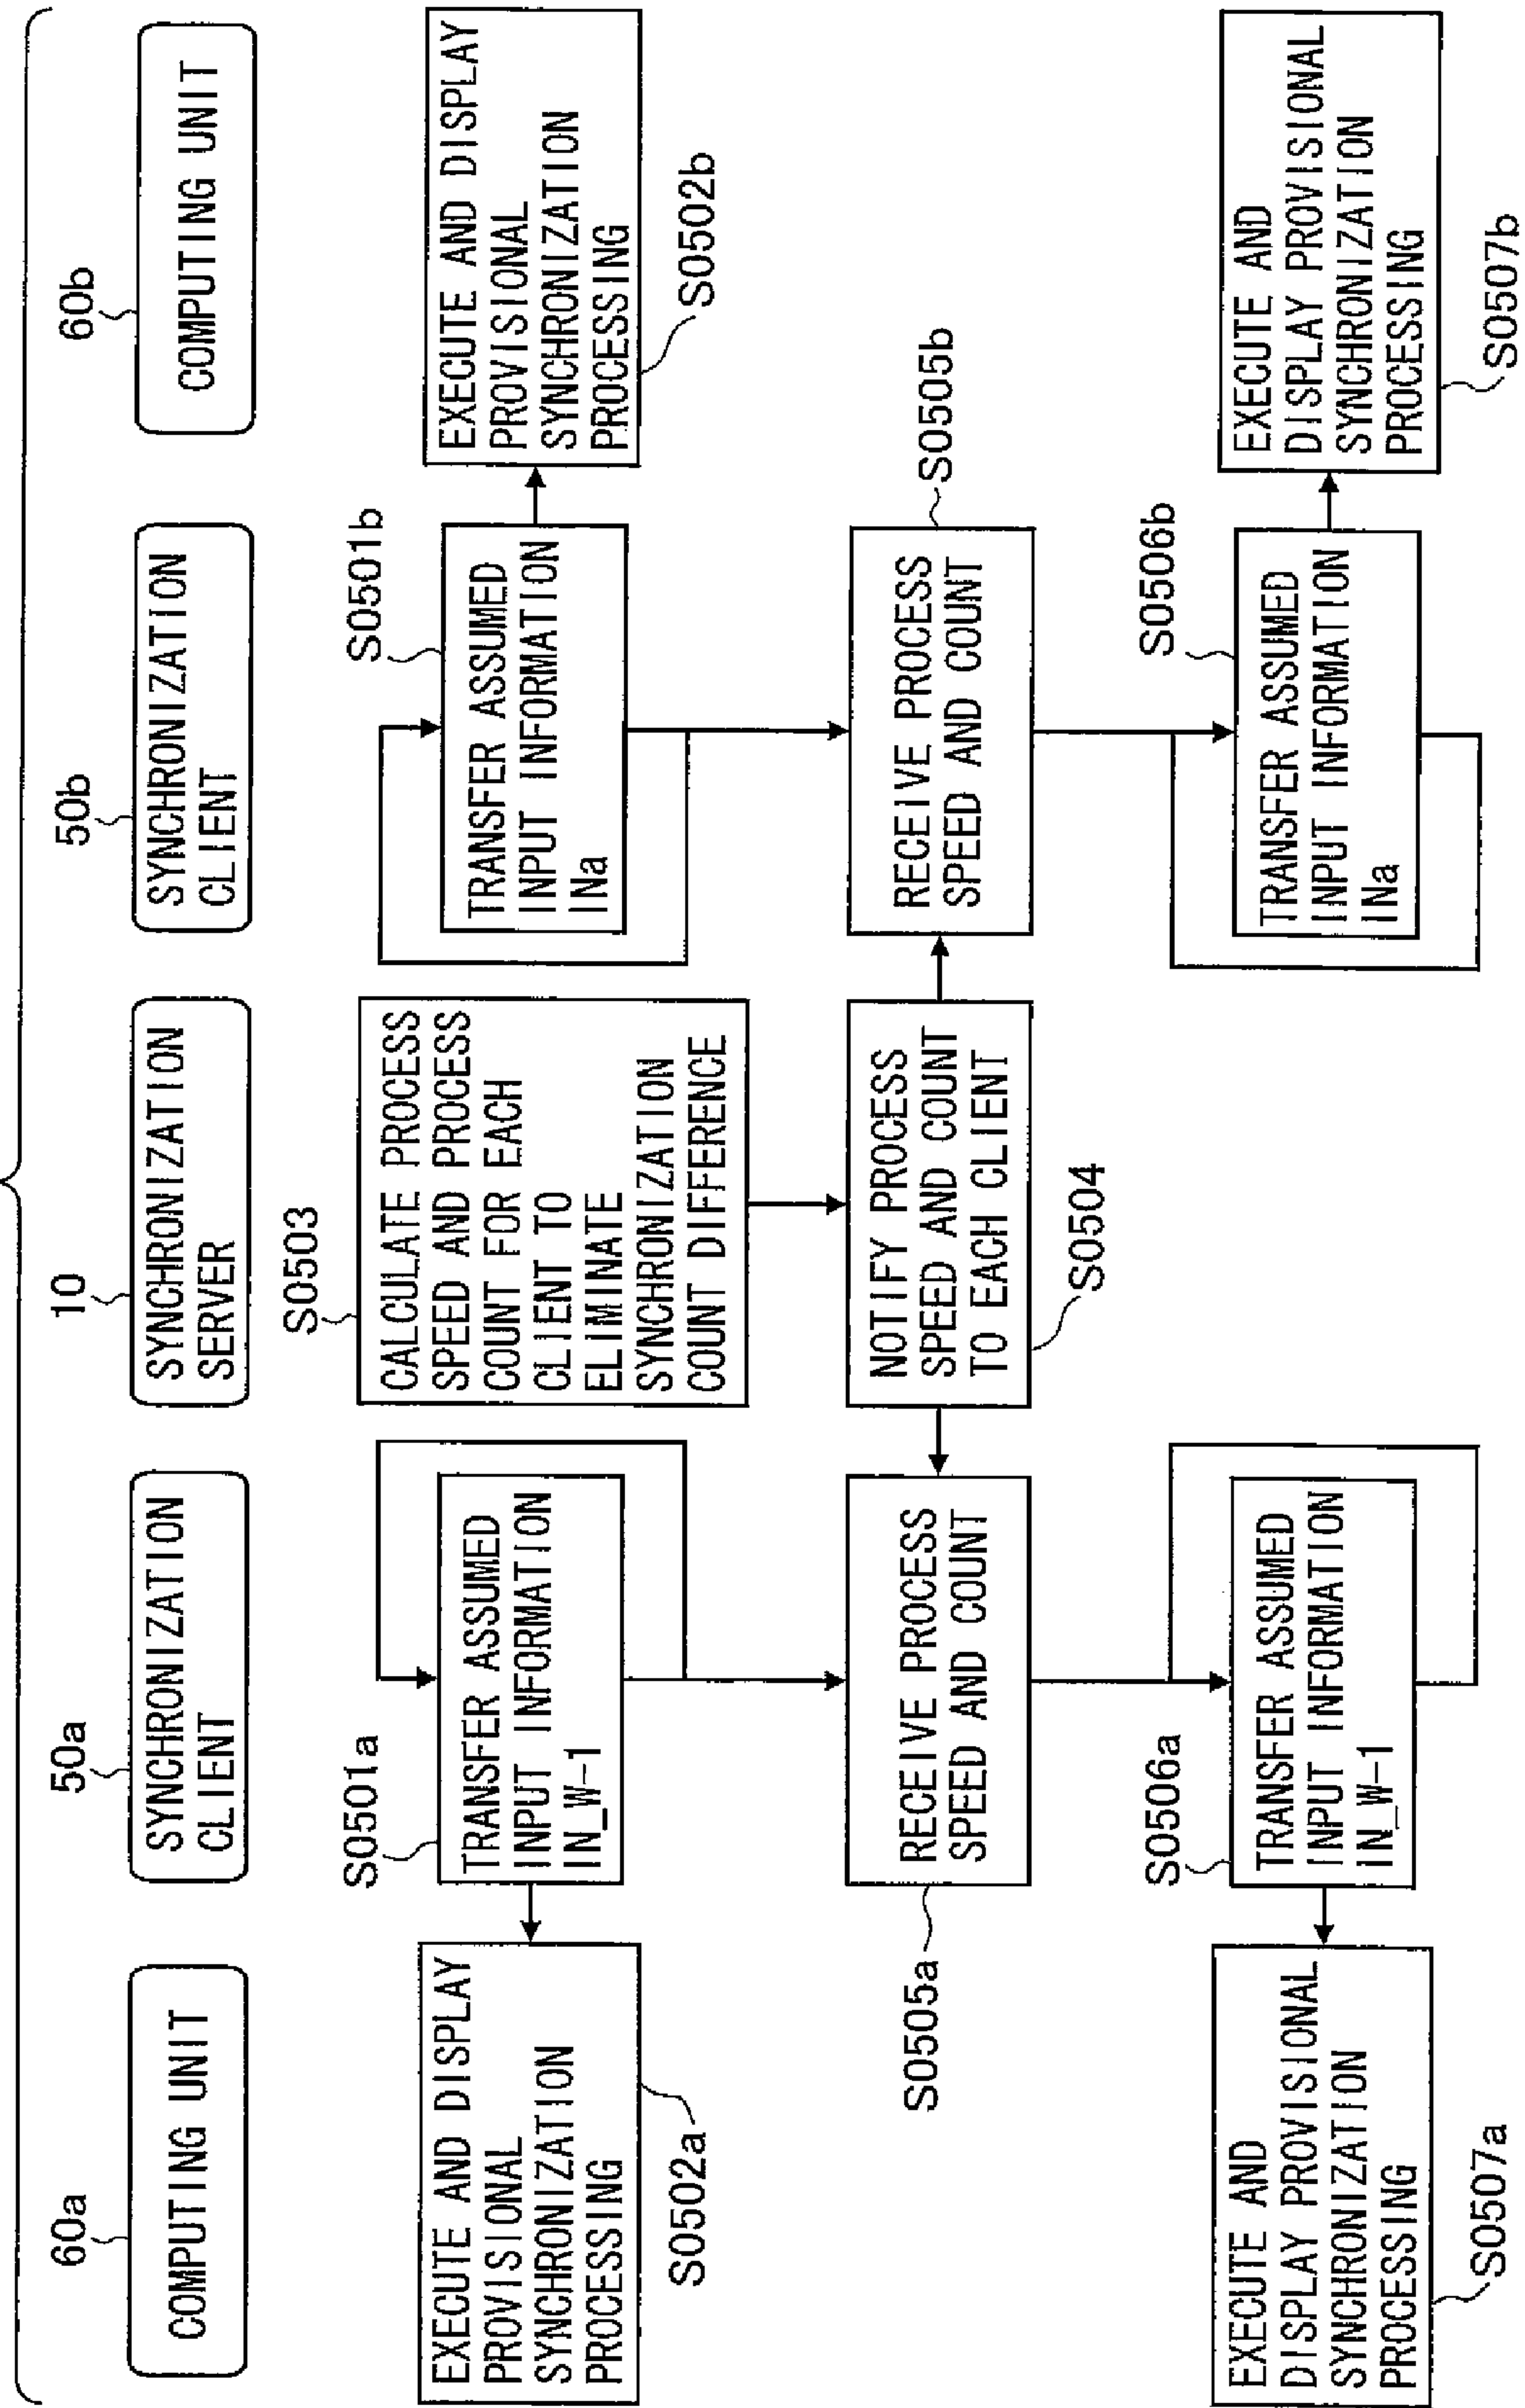 60a
50a
10
50b
60b
COMPUTING UNIT
SYNCHRONIZATION
CLIENT
SYNCHRONIZATION
SERVER
SYNCHRONIZATION
CLIENT
COMPUTING UNIT
EXECUTE AND DISPLAY
PROVISIONAL
SYNCHRONIZATION
PROCESSING
S0502a
S0501a
TRANSFER ASSUMED
INPUT INFORMATION
IN_W-1
S0503
CALCULATE PROCESS
SPEED AND PROCESS
COUNT FOR EACH
CLIENT TO
ELIMINATE
SYNCHRONIZATION
COUNT DIFFERENCE
S0501b
TRANSFER ASSUMED
INPUT INFORMATION
INa
EXECUTE AND DISPLAY
PROVISIONAL
SYNCHRONIZATION
PROCESSING
S0502b
S0505a
RECEIVE PROCESS
SPEED AND COUNT
NOTIFY PROCESS
SPEED AND COUNT
TO EACH CLIENT
S0504
RECEIVE PROCESS
SPEED AND COUNT
S0505b
EXECUTE AND
DISPLAY PROVISIONAL
SYNCHRONIZATION
PROCESSING
S0507a
S0506a
TRANSFER ASSUMED
INPUT INFORMATION
IN_W-1
S0506b
TRANSFER ASSUMED
INPUT INFORMATION
INa
EXECUTE AND
DISPLAY PROVISIONAL
SYNCHRONIZATION
PROCESSING
S0507b